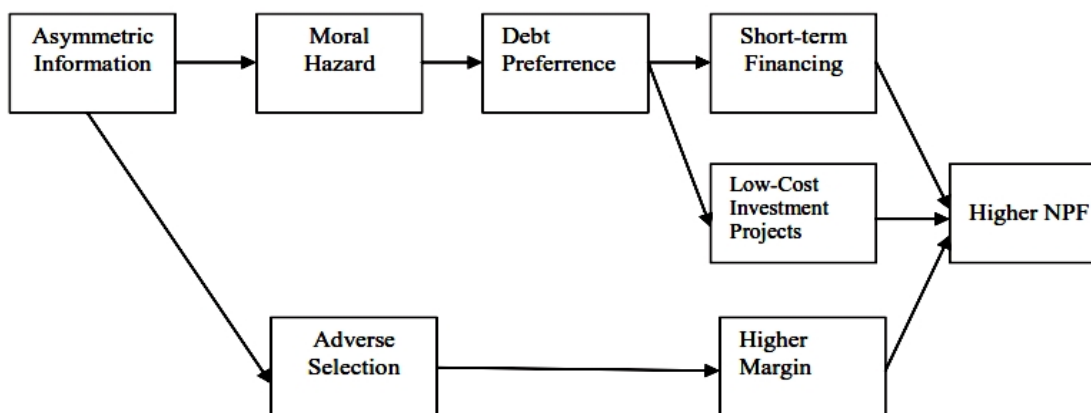 Asymmetric
Information
Moral
Hazard
Debt
Preferrence
Short-term
Financing
Low-Cost
Investment
Projects
Higher NPF
Adverse
Selection
Higher
Margin